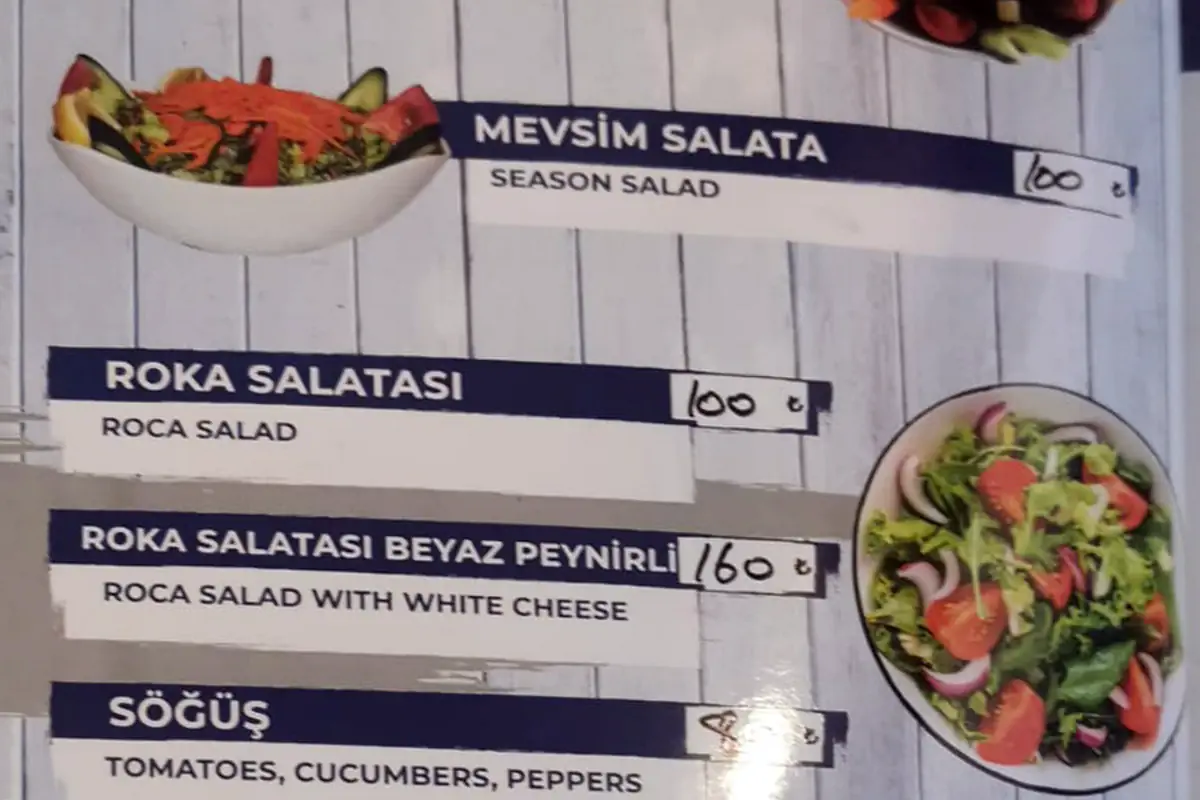 MEVSİM SALATA 100 ₺
SEASON SALAD
ROKA SALATASI 100 ₺
ROCA SALAD
ROKA SALATASI BEYAZ PEYNİRLİ 160 ₺
ROCA SALAD WITH WHITE CHEESE
SÖĞÜŞ ₺
TOMATOES, CUCUMBERS, PEPPERS